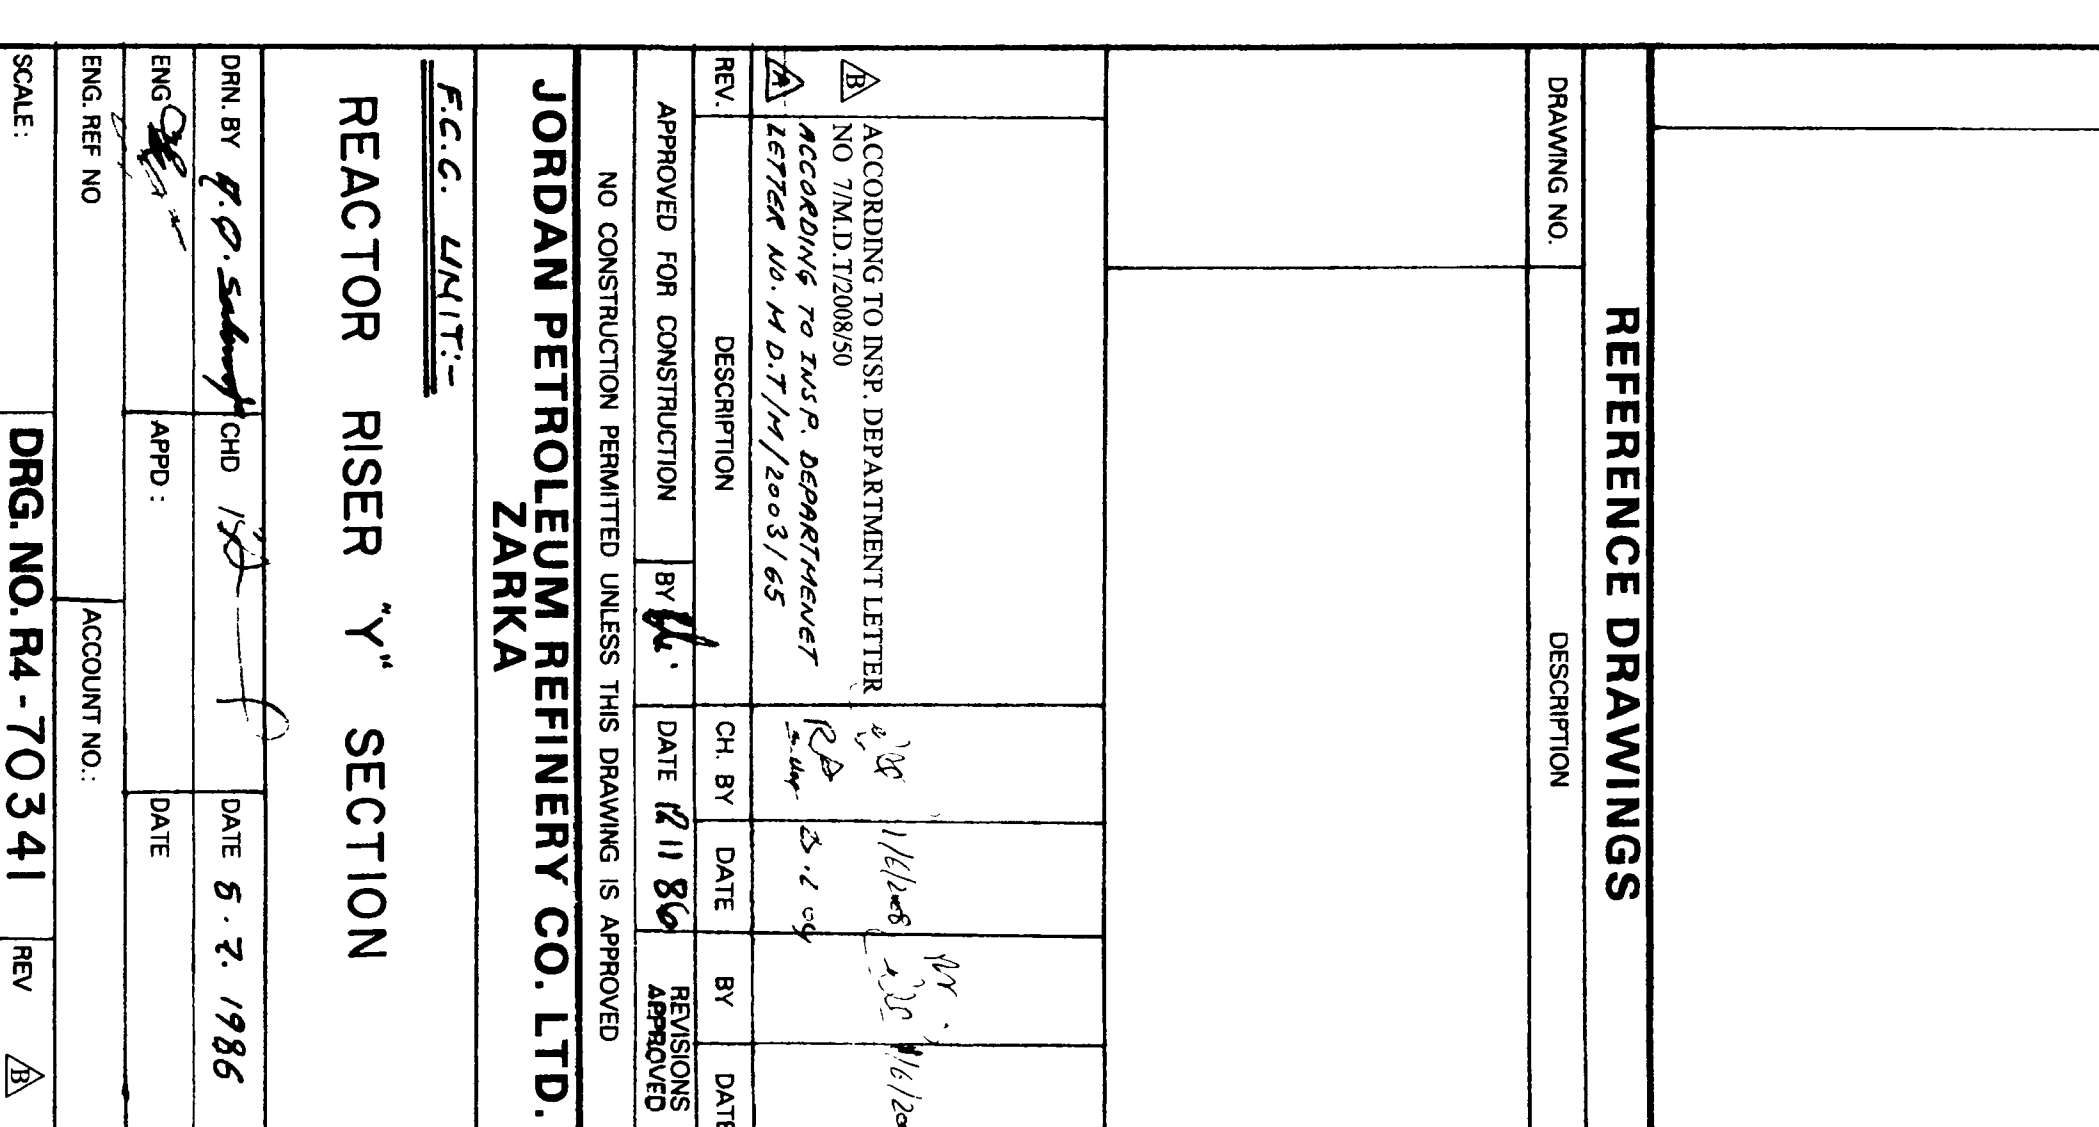 REFERENCE DRAWINGS
DRAWING NO. DESCRIPTION
B ACCORDING TO INSP. DEPARTMENT LETTER
NO 7/M.D.T/2008/50
1/6/2008
A ACCORDING TO INSP. DEPARTMENET
LETTER NO. M D.T/M/2003/65
RA
REV. DESCRIPTION CH. BY DATE BY DATE
APPROVED FOR CONSTRUCTION BY DATE 12 11 86 REVISIONS
APPROVED
NO CONSTRUCTION PERMITTED UNLESS THIS DRAWING IS APPROVED
JORDAN PETROLEUM REFINERY CO. LTD.
ZARKA
F.C.C. UNIT:-
REACTOR RISER "Y" SECTION
DRN. BY CHD DATE 5.7.1986
ENG APPD: DATE
ENG. REF NO ACCOUNT NO.:
SCALE: DRG. NO. R4-70341 REV B